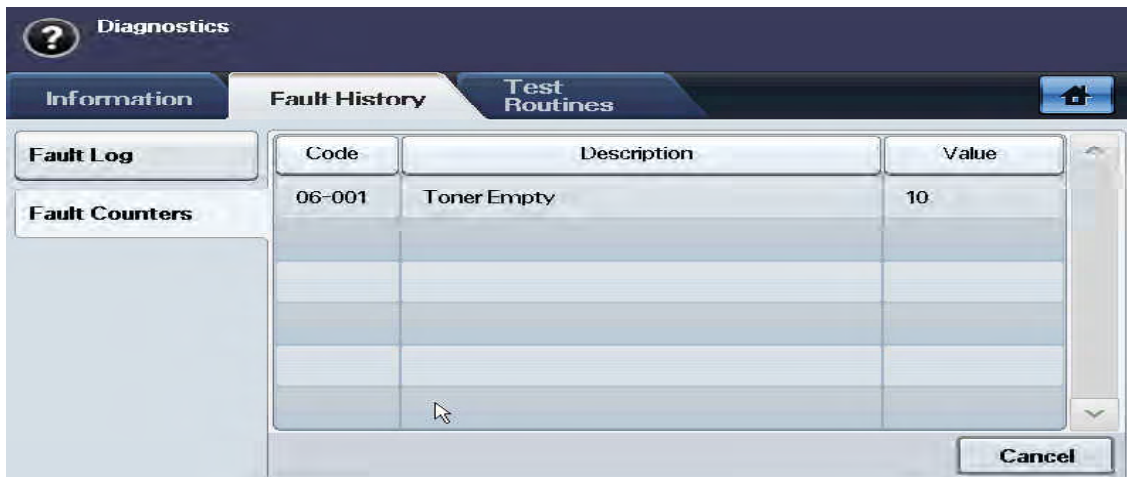 Diagnostics
Information
Fault History
Test
Routines
Fault Log
Fault Counters
Code
Description
Value
06-001
Toner Empty
10
Cancel